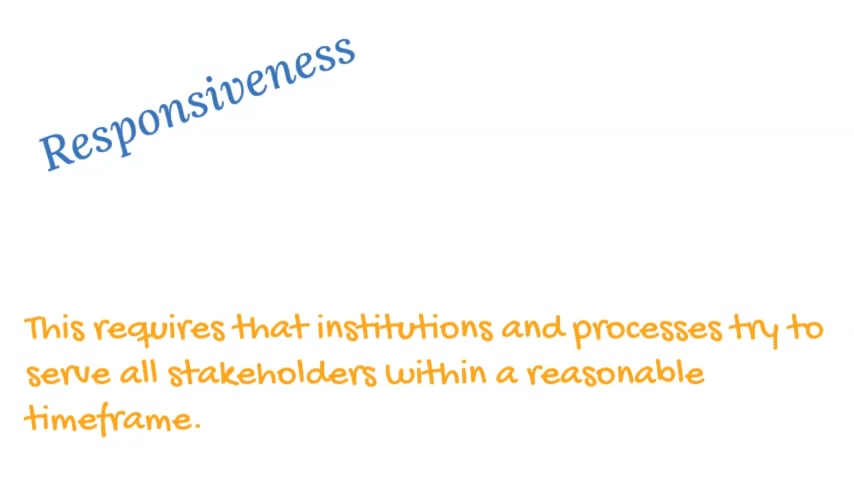 Responsiveness
This requires that institutions and processes try to
serve all stakeholders within a reasonable
timeframe.